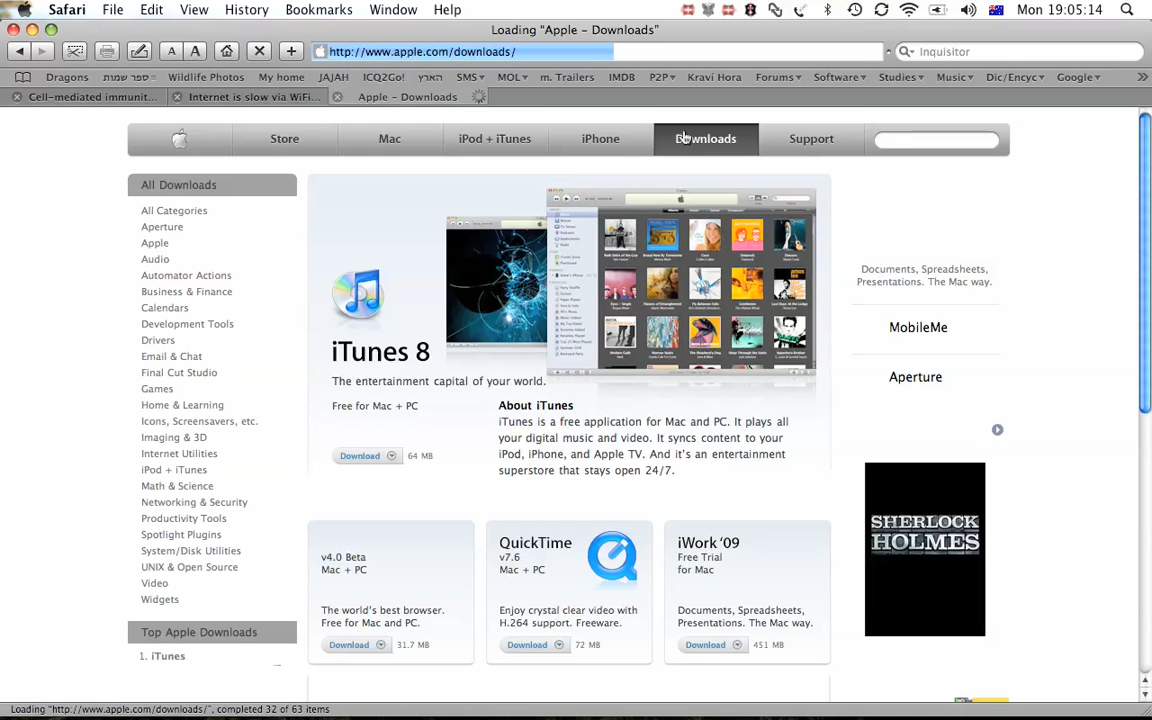 Safari File Edit View History Bookmarks Window Help Mon 19:05:14
Loading “Apple – Downloads”
A A http://www.apple.com/downloads/ Inquisitor
Dragons ספר שמות Wildlife Photos My home JAJAH ICQ2Go! הארץ SMS MOL m. Trailers IMDB P2P Kraví Hora Forums Software Studies Music Dic/Encyc Google
Cell-mediated immunit... Internet is slow via WiFi... Apple – Downloads
Store Mac iPod + iTunes iPhone Downloads Support
All Downloads
All Categories
Aperture
Apple
Audio
Automator Actions
Business & Finance
Calendars
Development Tools
Drivers
Email & Chat
Final Cut Studio
Games
Home & Learning
Icons, Screensavers, etc.
Imaging & 3D
Internet Utilities
iPod + iTunes
Math & Science
Networking & Security
Productivity Tools
Spotlight Plugins
System/Disk Utilities
UNIX & Open Source
Video
Widgets
Top Apple Downloads
1. iTunes
iTunes 8
The entertainment capital of your world.
Free for Mac + PC
Download 64 MB
About iTunes
iTunes is a free application for Mac and PC. It plays all
your digital music and video. It syncs content to your
iPod, iPhone, and Apple TV. And it’s an entertainment
superstore that stays open 24/7.
v4.0 Beta
Mac + PC
The world’s best browser.
Free for Mac and PC.
Download 31.7 MB
QuickTime
v7.6
Mac + PC
Enjoy crystal clear video with
H.264 support. Freeware.
Download 72 MB
iWork ’09
Free Trial
for Mac
Documents, Spreadsheets,
Presentations. The Mac way.
Download 451 MB
Documents, Spreadsheets,
Presentations. The Mac way.
MobileMe
Aperture
SHERLOCK
HOLMES
Loading “http://www.apple.com/downloads/”, completed 32 of 63 items